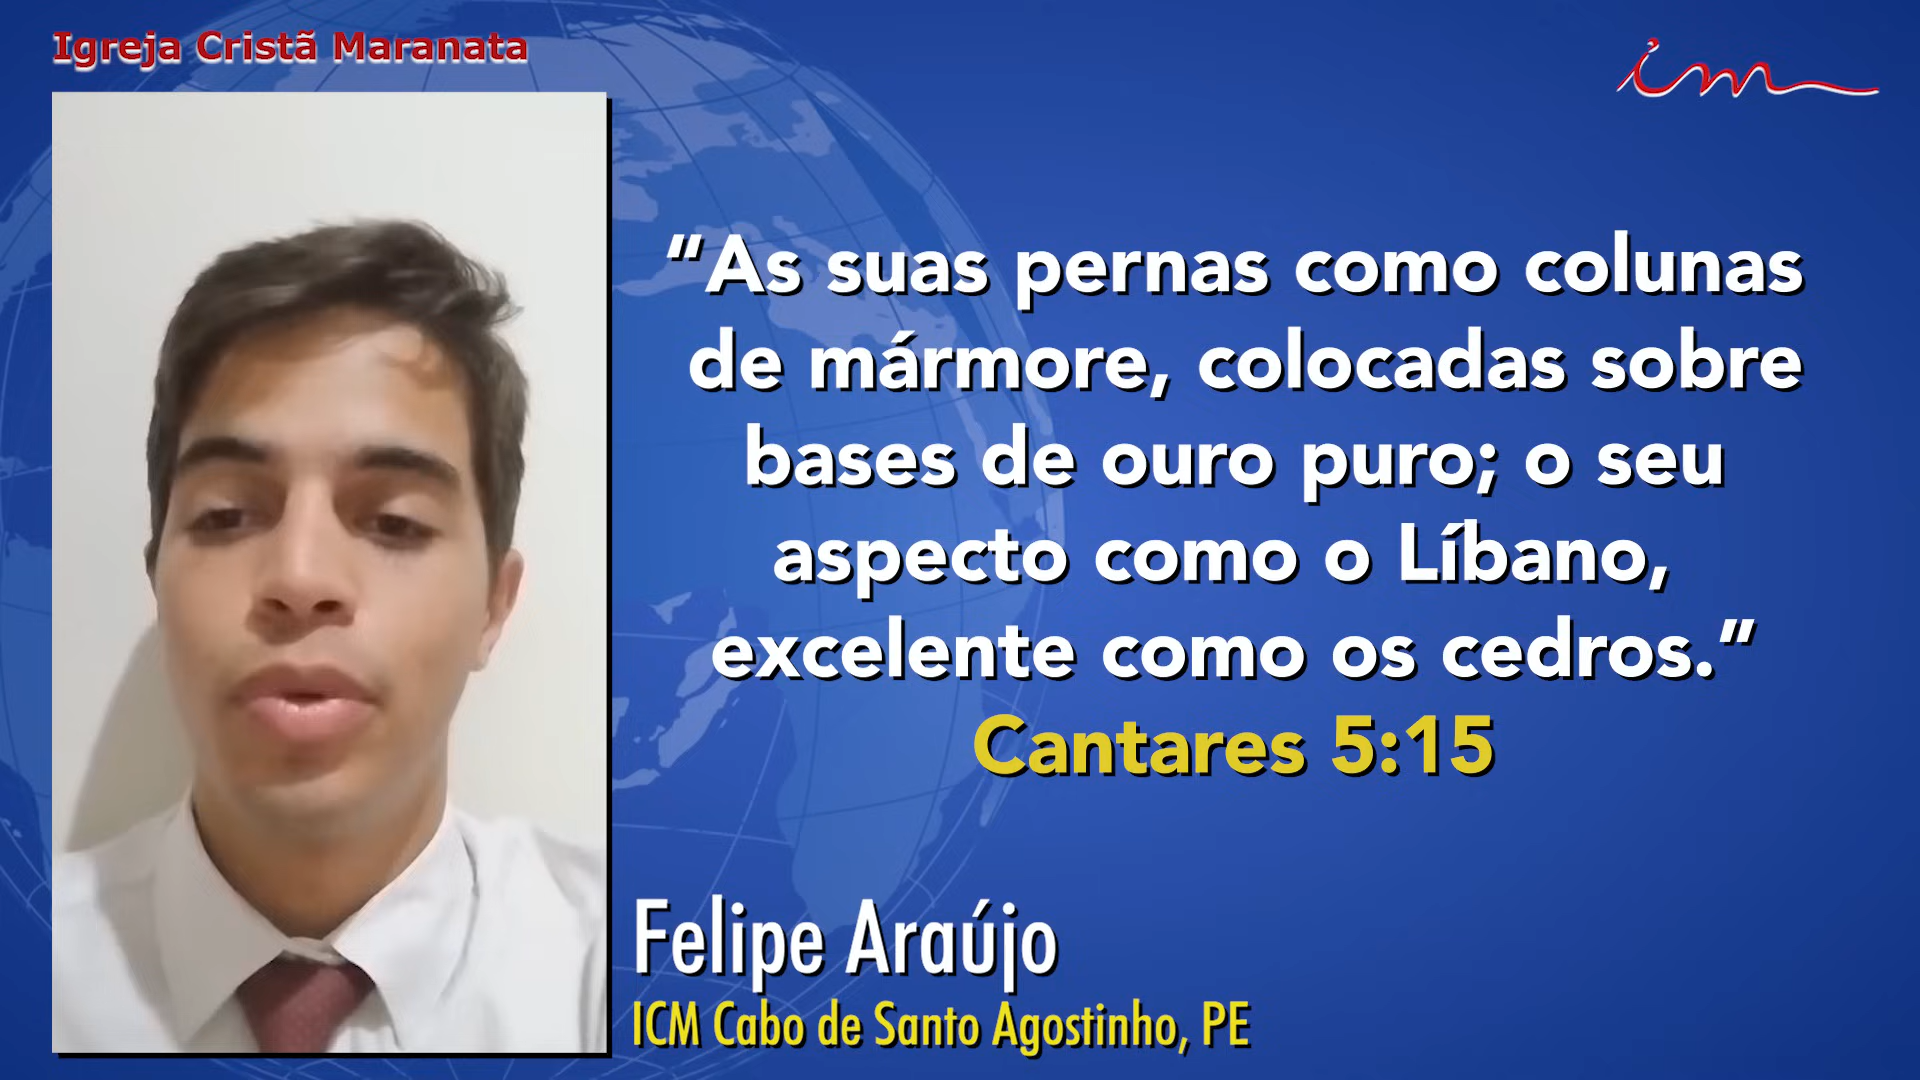 Igreja Cristã Maranata
im
“As suas pernas como colunas
de mármore, colocadas sobre
bases de ouro puro; o seu
aspecto como o Líbano,
excelente como os cedros.”
Cantares 5:15
Felipe Araújo
ICM Cabo de Santo Agostinho, PE